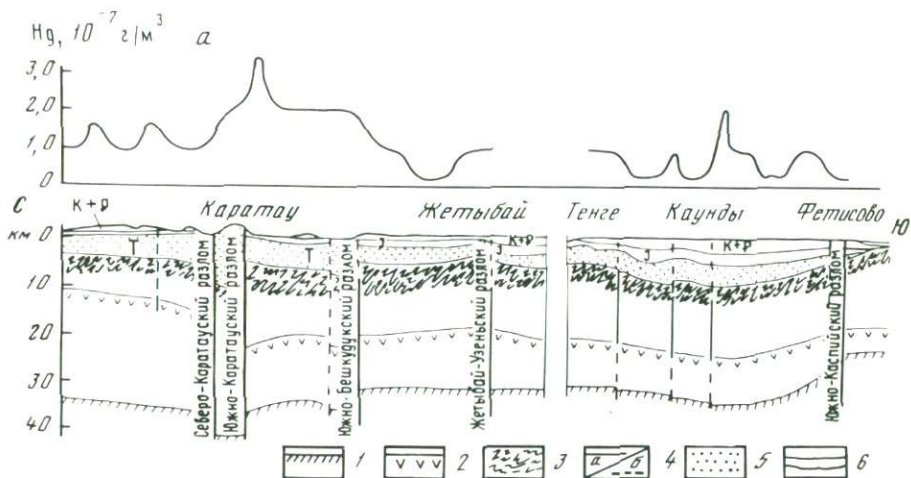 Hg, 10⁻⁷ г/м³ а
3,0
2,0
1,0
0
С Каратау Жетыбай Тенге Каунды Фетисово Ю
К+₽
км
0
10
20
30
40
Т
Т
J
К+₽
J
К+₽
Северо-Каратауский разлом
Южно-Каратауский разлом
Южно-Бешкудукский разлом
Жетыбай-Узеньский разлом
Южно-Каспийский разлом
1 2 3 а б 4 5 6